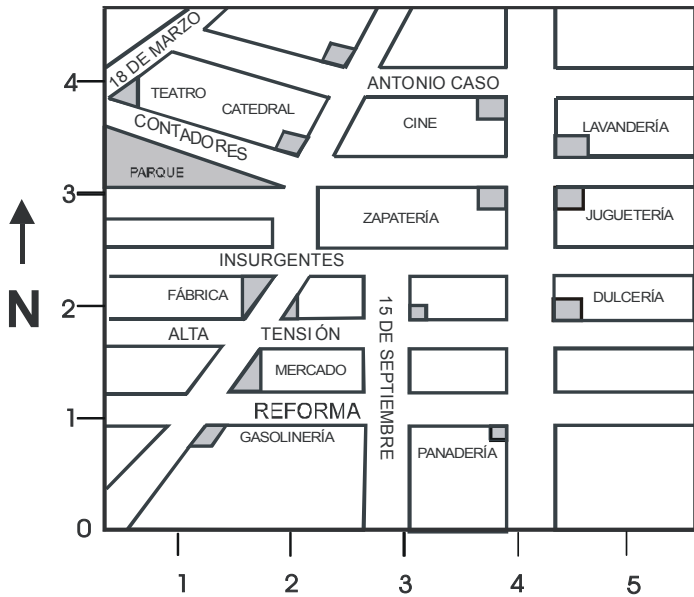 18 DE MARZO
4
ANTONIO CASO
TEATRO
CATEDRAL
CINE
LAVANDERÍA
CONTADORES
PARQUE
3
ZAPATERÍA
JUGUETERÍA
INSURGENTES
N
FÁBRICA
DULCERÍA
2
15 DE SEPTIEMBRE
ALTA TENSIÓN
MERCADO
1
REFORMA
GASOLINERÍA
PANADERÍA
0
1 2 3 4 5